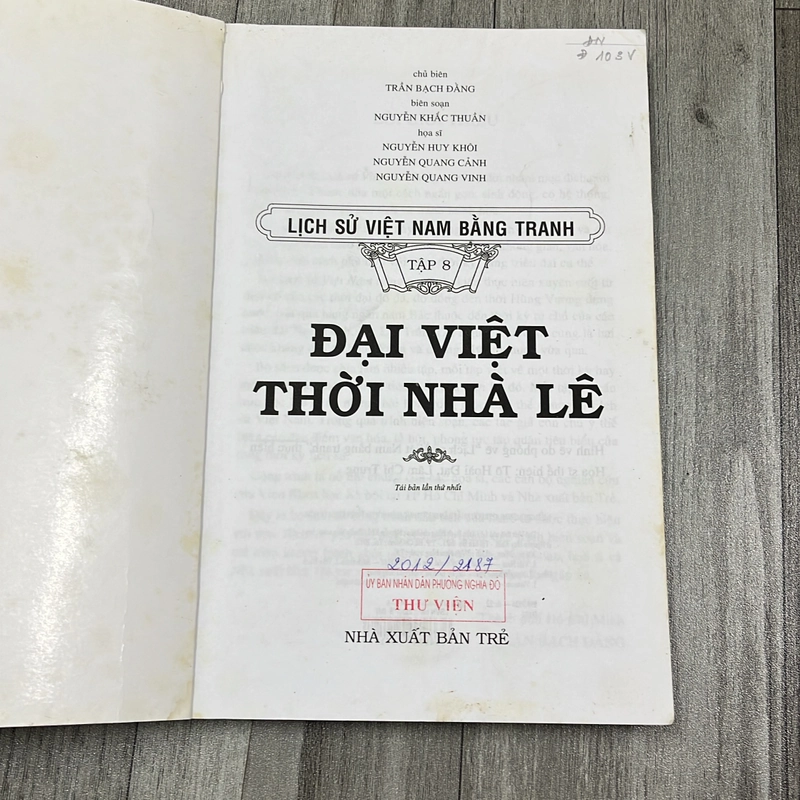 ĐN
Đ 103V
chủ biên
TRẦN BẠCH ĐẰNG
biên soạn
NGUYỄN KHẮC THUẦN
họa sĩ
NGUYỄN HUY KHÔI
NGUYỄN QUANG CẢNH
NGUYỄN QUANG VINH
LỊCH SỬ VIỆT NAM BẰNG TRANH
TẬP 8
ĐẠI VIỆT
THỜI NHÀ LÊ
Tái bản lần thứ nhất
2012/2187
ỦY BAN NHÂN DÂN PHƯỜNG NGHĨA ĐÔ
THƯ VIỆN
NHÀ XUẤT BẢN TRẺ